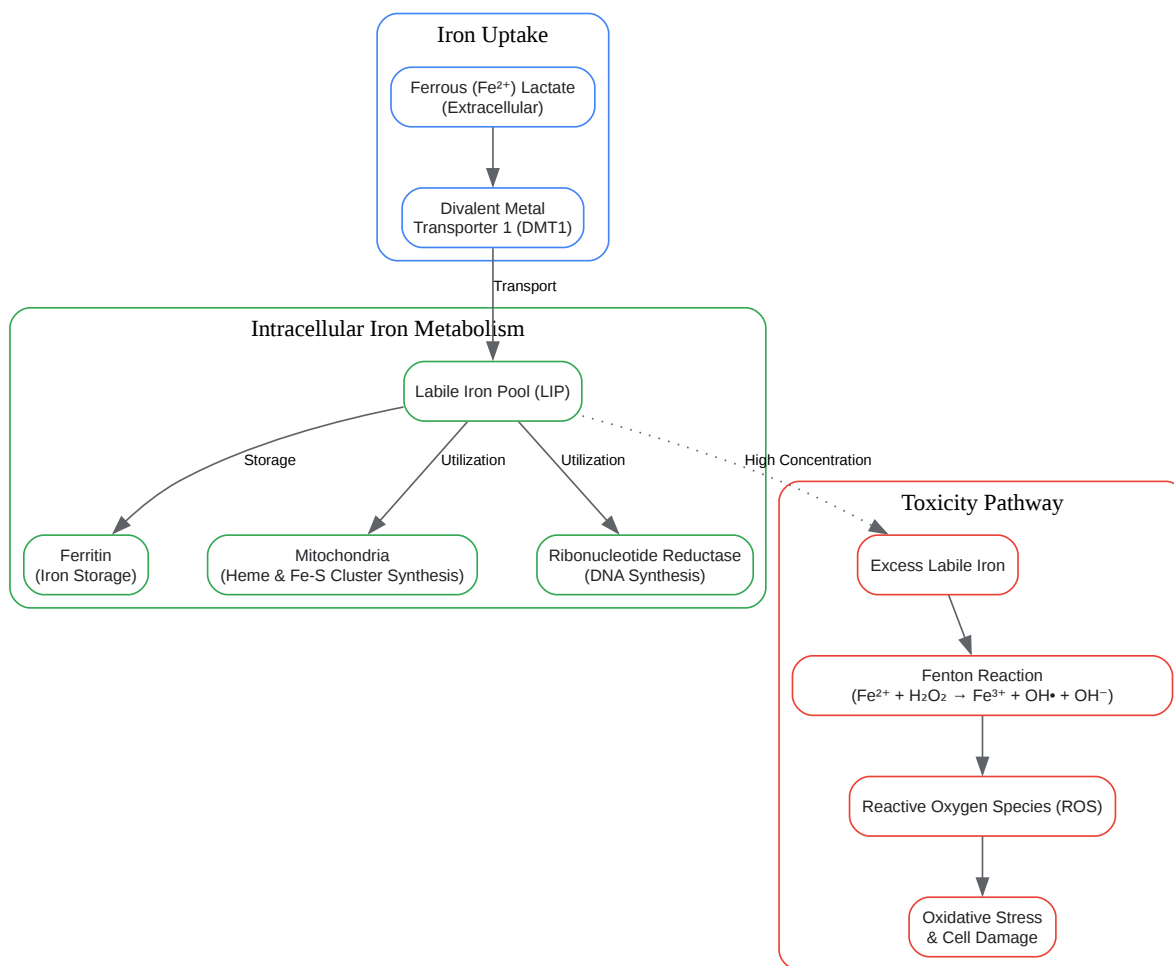 Iron Uptake
Ferrous (Fe²⁺) Lactate
(Extracellular)
Divalent Metal
Transporter 1 (DMT1)
Transport
Intracellular Iron Metabolism
Labile Iron Pool (LIP)
Storage
Utilization
Utilization
High Concentration
Ferritin
(Iron Storage)
Mitochondria
(Heme & Fe-S Cluster Synthesis)
Ribonucleotide Reductase
(DNA Synthesis)
Toxicity Pathway
Excess Labile Iron
Fenton Reaction
(Fe²⁺ + H₂O₂ → Fe³⁺ + OH• + OH⁻)
Reactive Oxygen Species (ROS)
Oxidative Stress
& Cell Damage